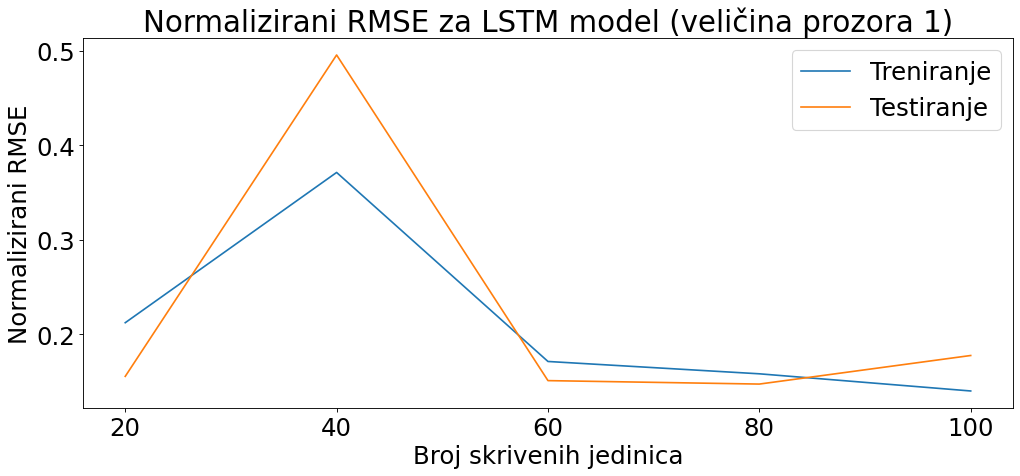 Normalizirani RMSE za LSTM model (veličina prozora 1)
Treniranje
Testiranje
Normalizirani RMSE
0.5
0.4
0.3
0.2
20 40 60 80 100
Broj skrivenih jedinica